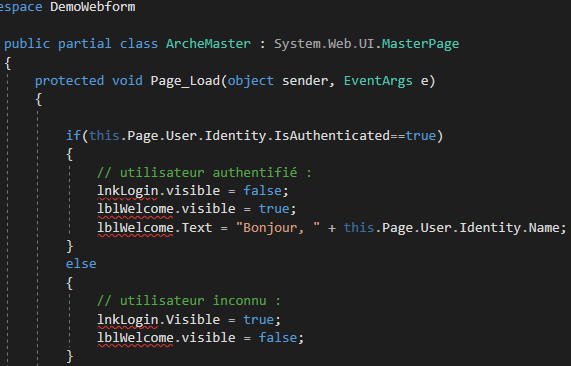 espace DemoWebform
public partial class ArcheMaster : System.Web.UI.MasterPage
{
protected void Page_Load(object sender, EventArgs e)
{
if(this.Page.User.Identity.IsAuthenticated==true)
{
// utilisateur authentifié :
lnkLogin.visible = false;
lblWelcome.visible = true;
lblWelcome.Text = "Bonjour, " + this.Page.User.Identity.Name;
}
else
{
// utilisateur inconnu :
lnkLogin.Visible = true;
lblWelcome.visible = false;
}